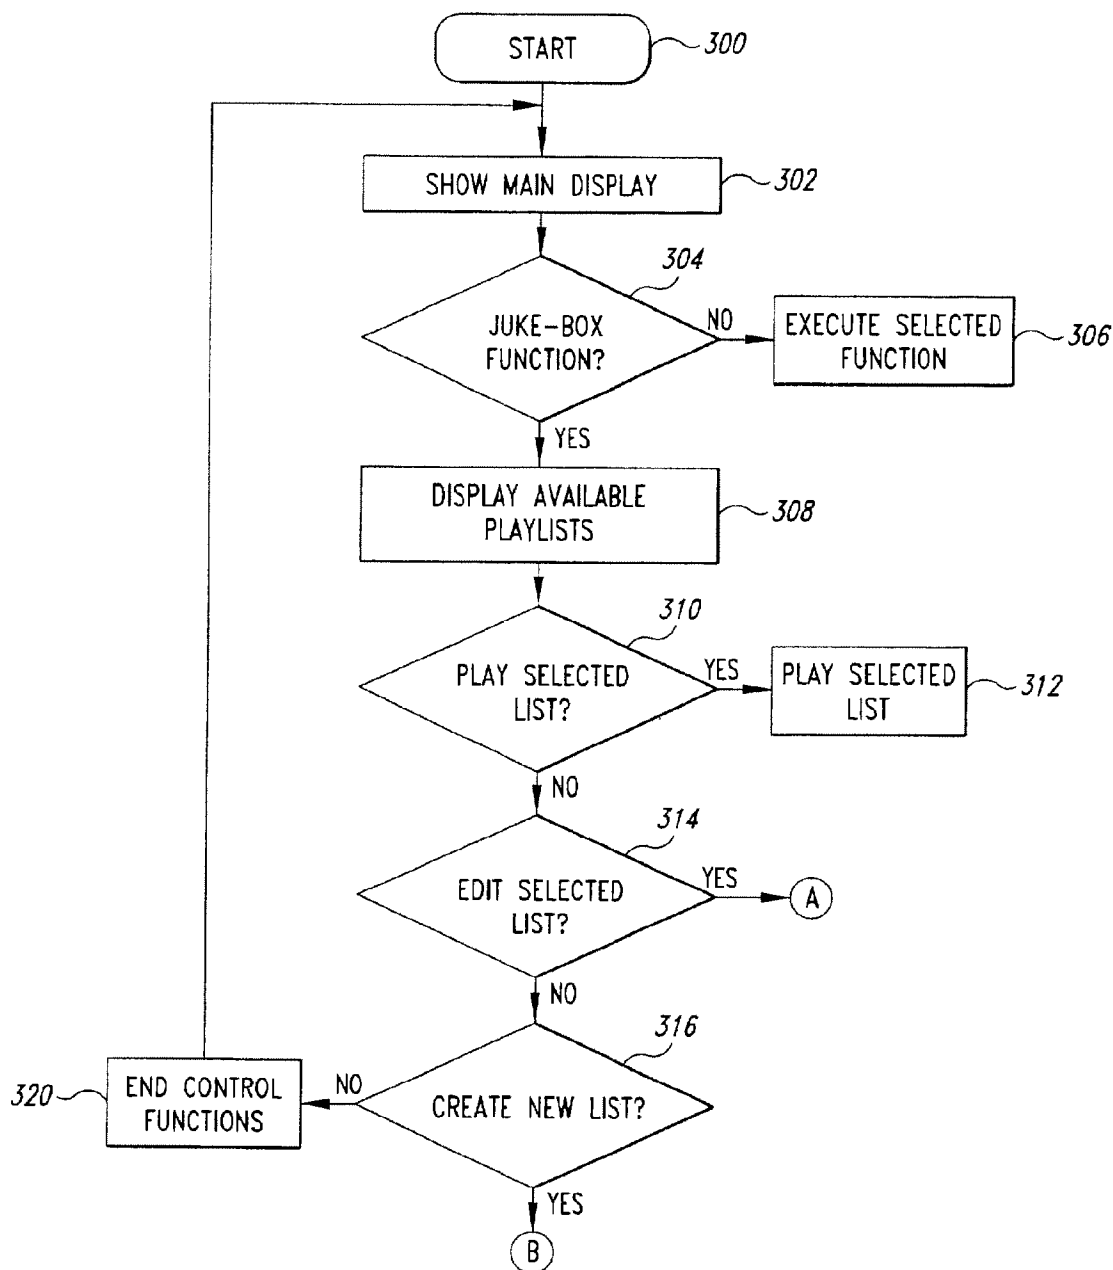 START
300
SHOW MAIN DISPLAY
302
304
JUKE-BOX
FUNCTION?
NO
EXECUTE SELECTED
FUNCTION
306
YES
DISPLAY AVAILABLE
PLAYLISTS
308
310
PLAY SELECTED
LIST?
YES
PLAY SELECTED
LIST
312
NO
314
EDIT SELECTED
LIST?
YES
A
NO
316
CREATE NEW LIST?
NO
END CONTROL
FUNCTIONS
320
YES
B